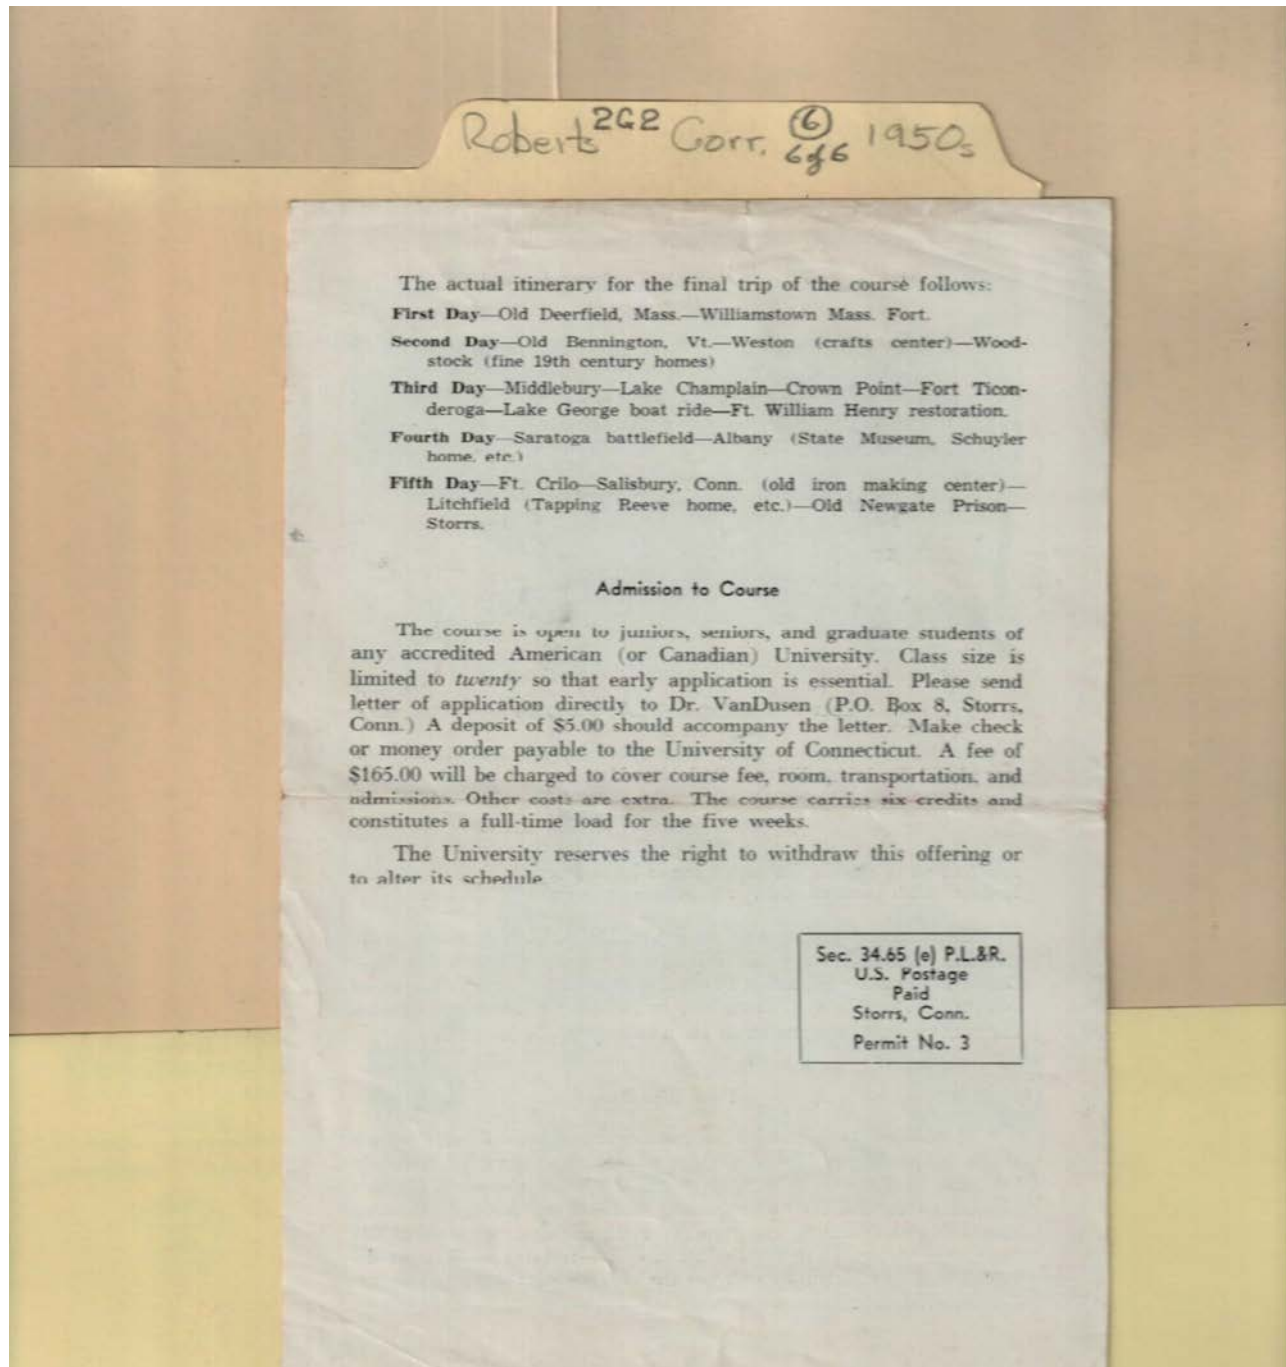 Roberts 2G2 Corr. 6 1950s
6 of 6
The actual itinerary for the final trip of the course follows:
First Day—Old Deerfield, Mass.—Williamstown Mass. Fort.
Second Day—Old Bennington, Vt.—Weston (crafts center)—Wood-
stock (fine 19th century homes)
Third Day—Middlebury—Lake Champlain—Crown Point—Fort Ticon-
deroga—Lake George boat ride—Ft. William Henry restoration.
Fourth Day—Saratoga battlefield—Albany (State Museum, Schuyler
home, etc.)
Fifth Day—Ft. Crilo—Salisbury, Conn. (old iron making center)—
Litchfield (Tapping Reeve home, etc.)—Old Newgate Prison—
Storrs.
Admission to Course
The course is open to juniors, seniors, and graduate students of
any accredited American (or Canadian) University. Class size is
limited to twenty so that early application is essential. Please send
letter of application directly to Dr. VanDusen (P.O. Box 8, Storrs,
Conn.) A deposit of $5.00 should accompany the letter. Make check
or money order payable to the University of Connecticut. A fee of
$165.00 will be charged to cover course fee, room, transportation, and
admissions. Other costs are extra. The course carries six credits and
constitutes a full-time load for the five weeks.
The University reserves the right to withdraw this offering or
to alter its schedule
Sec. 34.65 (e) P.L.&R.
U.S. Postage
Paid
Storrs, Conn.
Permit No. 3